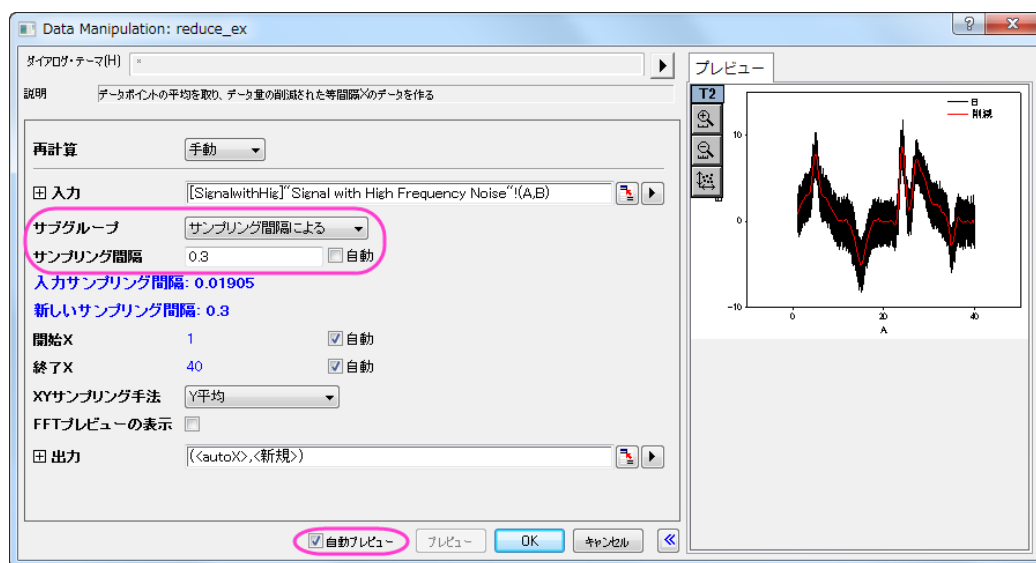 Data Manipulation: reduce_ex
ダイアログ・テーマ(H) *
説明 データポイントの平均を取り、データ量の削減された等間隔Xのデータを作る
再計算 手動
入力 [SignalwithHig]"Signal with High Frequency Noise"!(A,B)
サブグループ サンプリング間隔による
サンプリング間隔 0.3 自動
入力サンプリング間隔: 0.01905
新しいサンプリング間隔: 0.3
開始X 1 自動
終了X 40 自動
XYサンプリング手法 Y平均
FFTプレビューの表示
出力 (<autoX>,<新規>)
自動プレビュー プレビュー OK キャンセル
プレビュー
T2
B
削減
10
0
-10
0 20 40
A